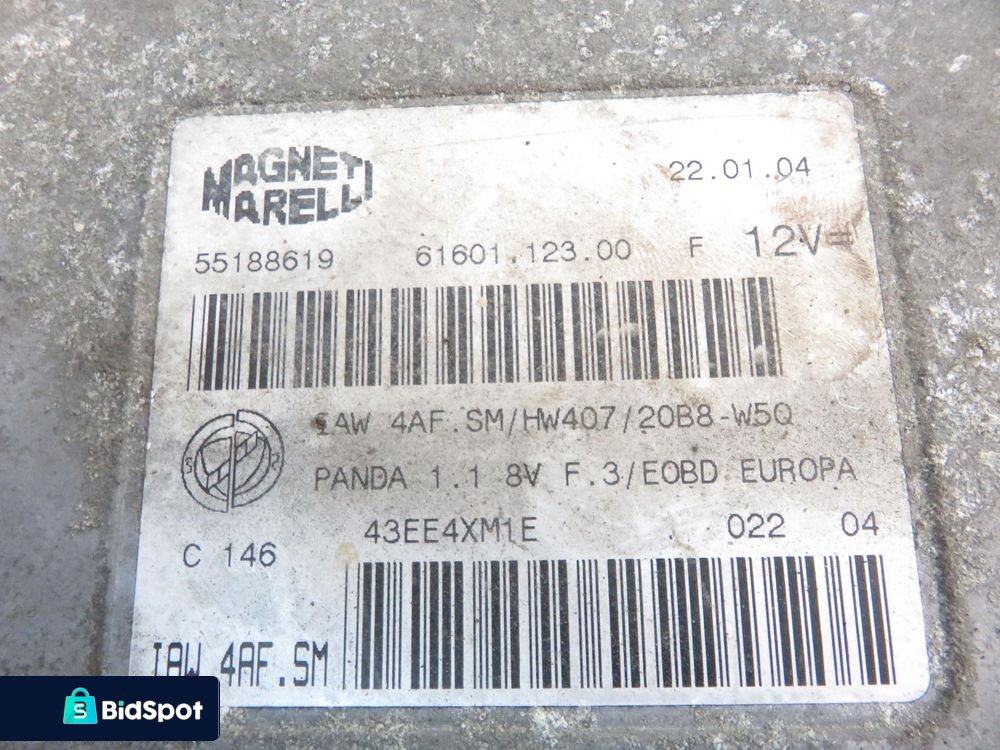 MAGNETI
MARELLI
22.01.04
55188619 61601.123.00 F 12V=
IAW 4AF.SM/HW407/20B8-W5Q
PANDA 1.1 8V F.3/EOBD EUROPA
43EE4XM1E 022 04
C 146
IAW 4AF.SM
BidSpot